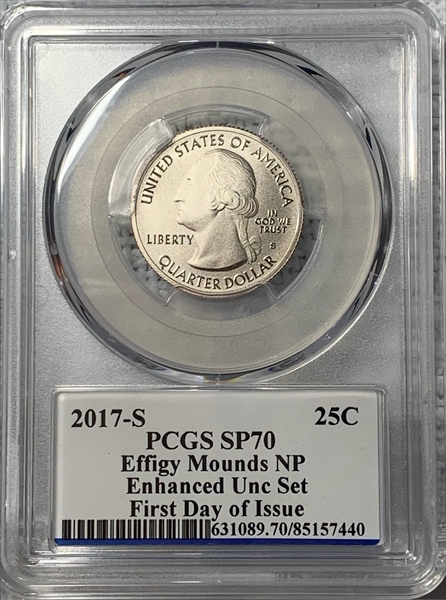 UNITED STATES OF AMERICA
IN
GOD WE
TRUST
LIBERTY
S
QUARTER DOLLAR
2017-S 25C
PCGS SP70
Effigy Mounds NP
Enhanced Unc Set
First Day of Issue
631089.70/85157440